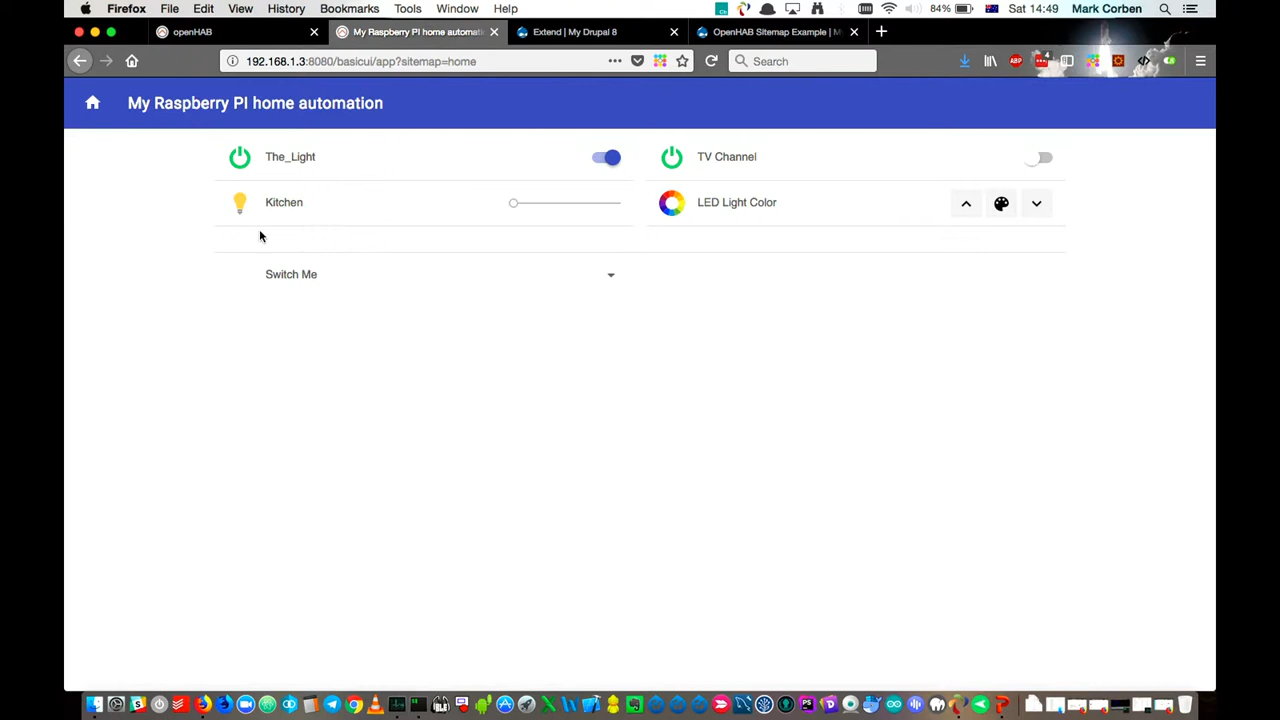 Firefox File Edit View History Bookmarks Tools Window Help 84% Sat 14:49 Mark Corben
openHAB My Raspberry PI home automati Extend | My Drupal 8 OpenHAB Sitemap Example | M
192.168.1.3:8080/basicui/app?sitemap=home Search
My Raspberry PI home automation
The_Light TV Channel
Kitchen LED Light Color
Switch Me